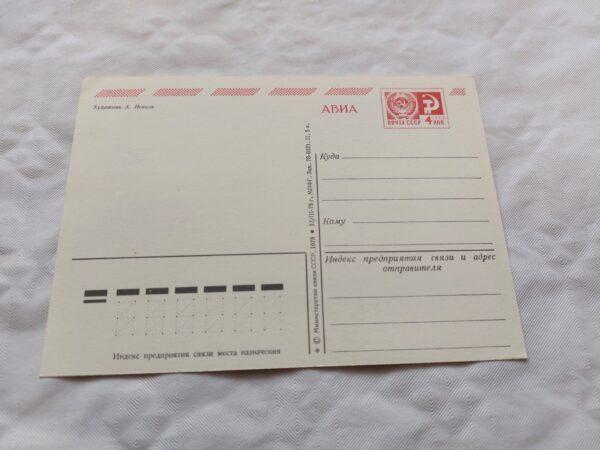 Художник А.
АВИА
ПОЧТА СССР
4 КОП.
Куда
Кому
Индекс предприятия связи и адрес
отправителя
© Министерство связи СССР, 1978
Индекс предприятия связи места назначения